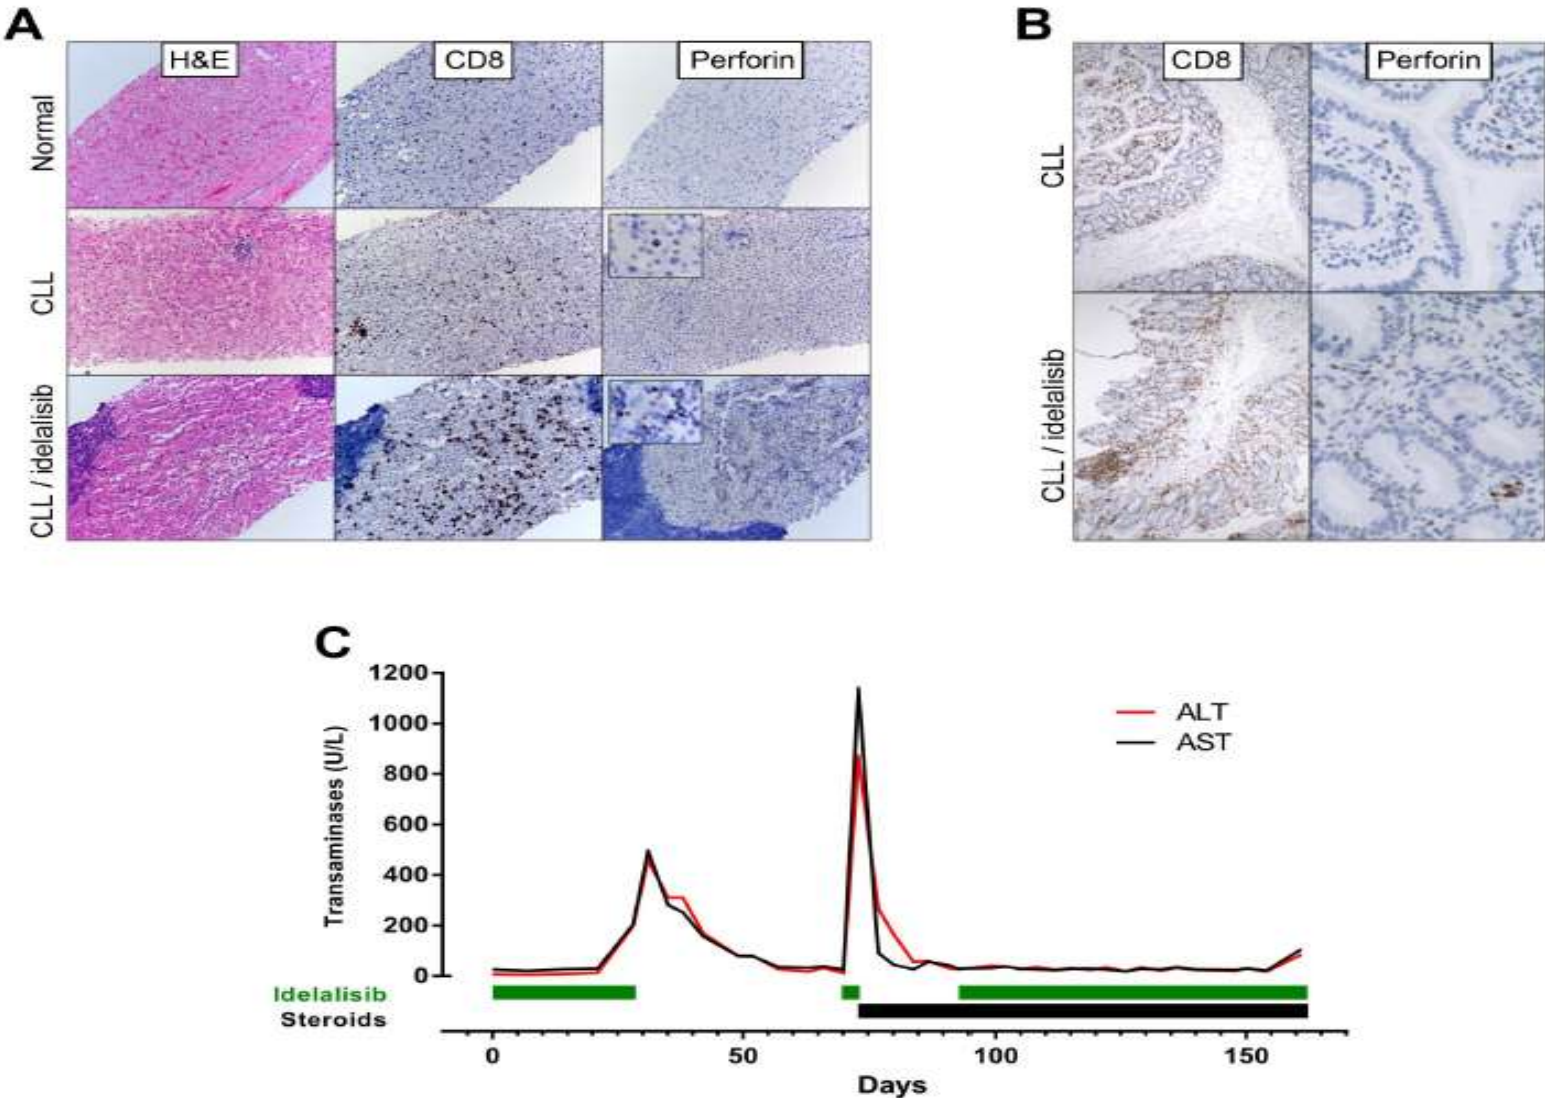 A
B
H&E
CD8
Perforin
CD8
Perforin
Normal
CLL
CLL / idelalisib
CLL
CLL / idelalisib
C
Transaminases (U/L)
1200
1000
800
600
400
200
0
ALT
AST
Idelalisib
Steroids
0
50
100
150
Days